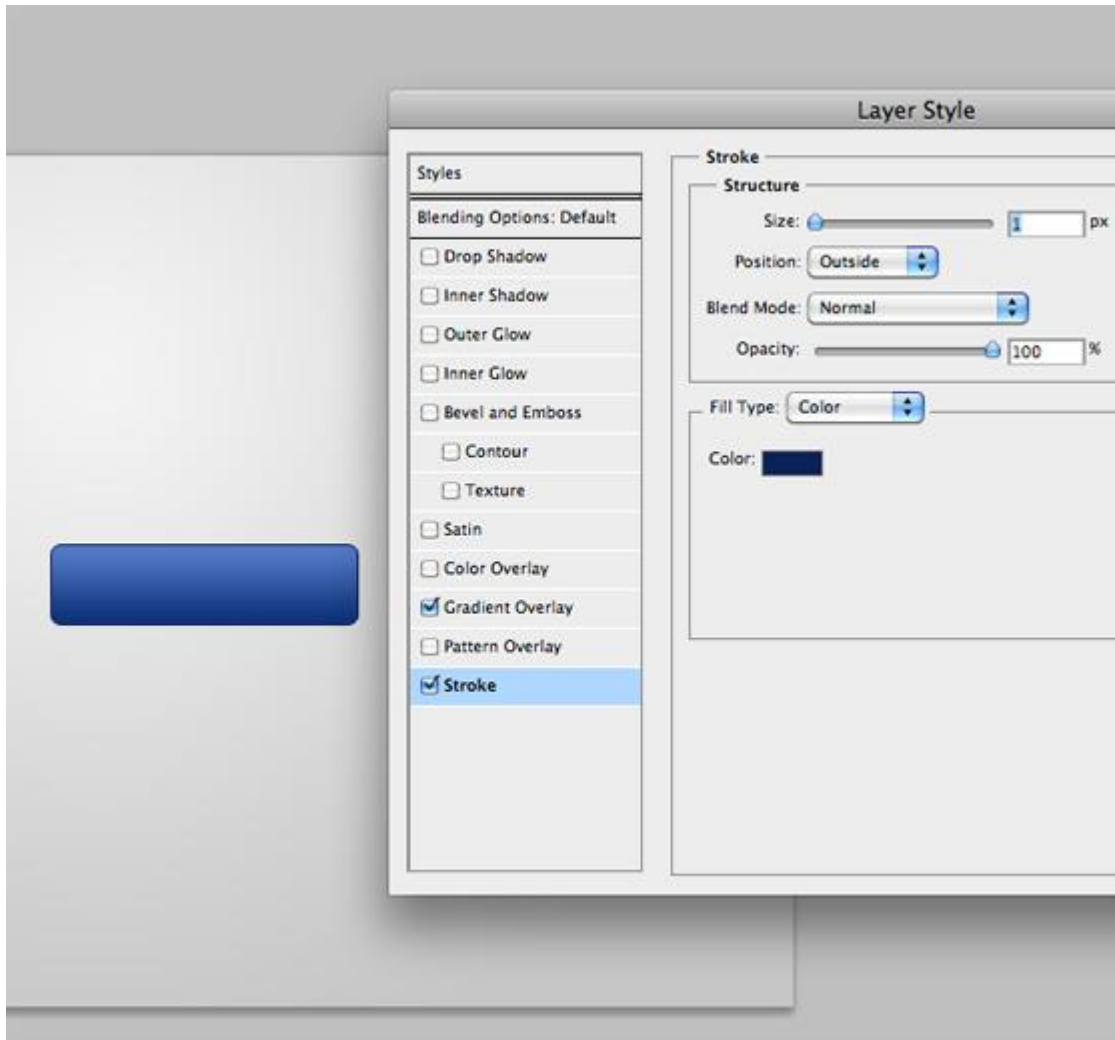 Layer Style
Styles
Blending Options: Default
Drop Shadow
Inner Shadow
Outer Glow
Inner Glow
Bevel and Emboss
Contour
Texture
Satin
Color Overlay
Gradient Overlay
Pattern Overlay
Stroke
Stroke
Structure
Size: 1 px
Position: Outside
Blend Mode: Normal
Opacity: 100 %
Fill Type: Color
Color: